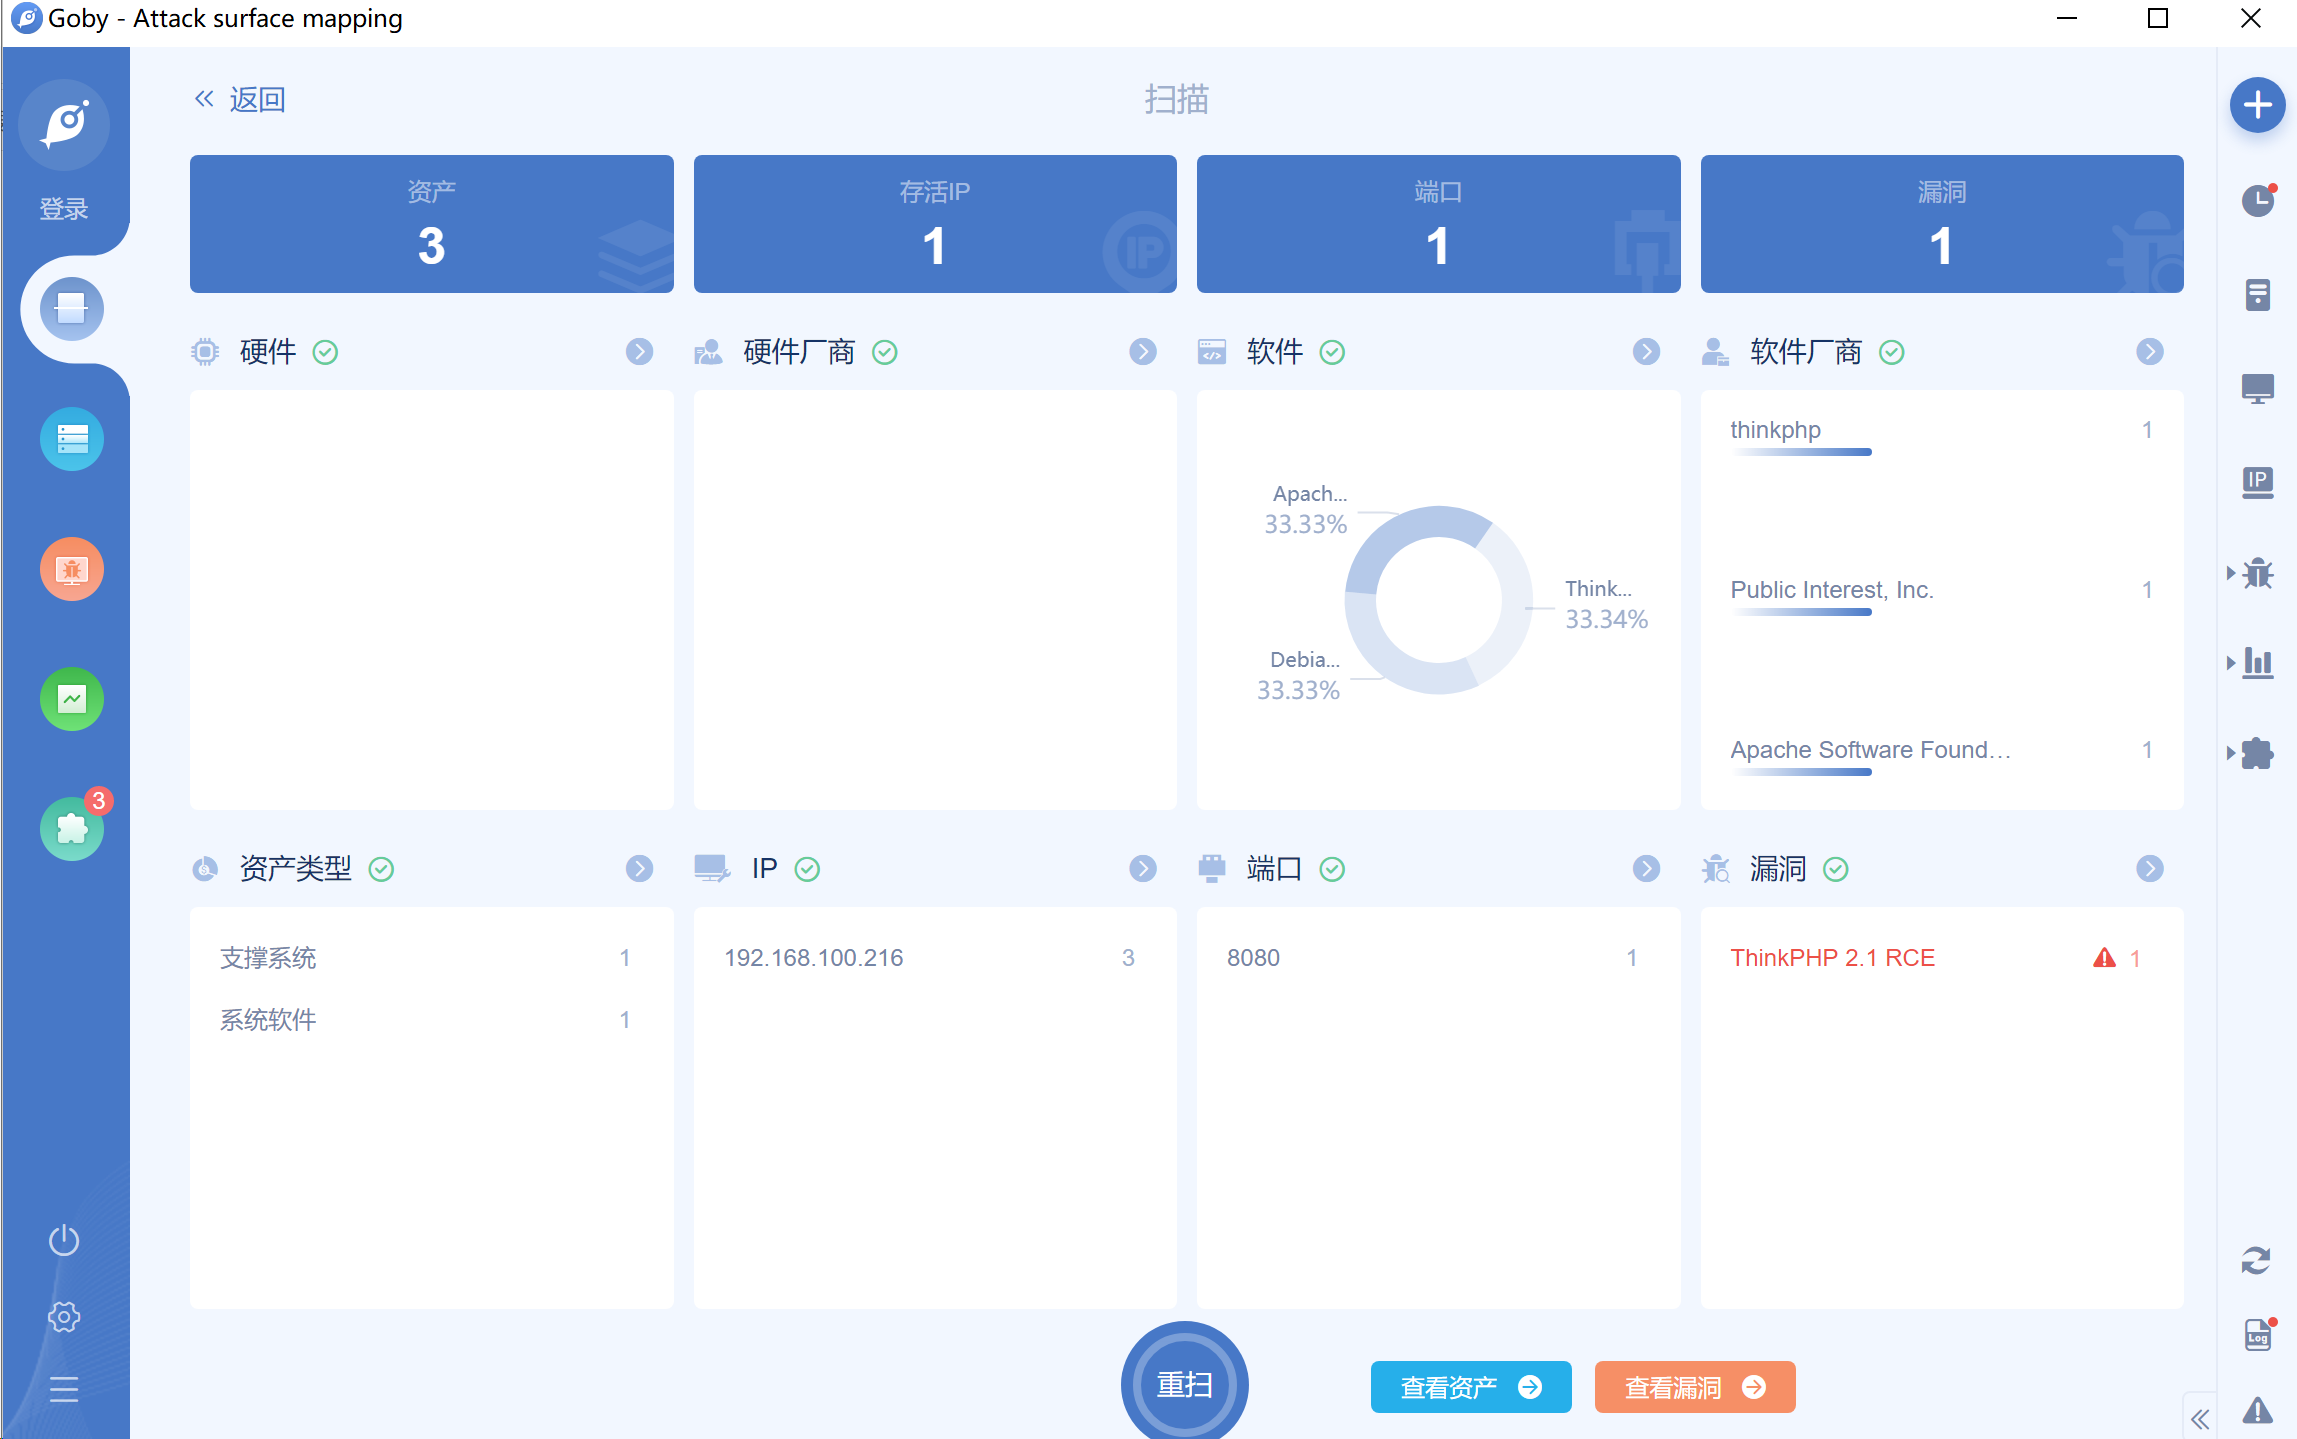 Goby - Attack surface mapping
返回
扫描
登录
资产
3
存活IP
1
IP
端口
1
漏洞
1
硬件
硬件厂商
软件
软件厂商
Apach...
33.33%
Think...
33.34%
Debia...
33.33%
thinkphp 1
Public Interest, Inc. 1
Apache Software Found... 1
IP
3
资产类型
IP
端口
漏洞
支撑系统 1
系统软件 1
192.168.100.216 3
8080 1
ThinkPHP 2.1 RCE 1
重扫
查看资产
查看漏洞
Log